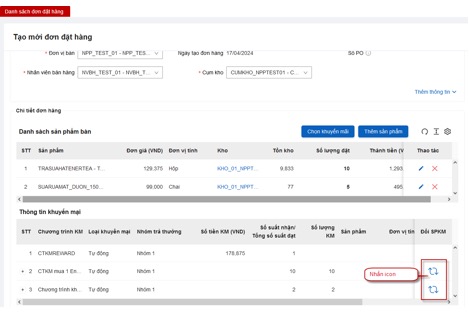 Danh sách đơn đặt hàng
Tạo mới đơn đặt hàng
* Đơn vị bán NPP_TEST_01 - NPP_TES... Ngày tạo đơn hàng 17/04/2024 Số PO
* Nhân viên bán hàng NVBH_TEST_01 - NVBH_T... * Cụm kho CUMKHO_NPPTEST01 - C...
Thêm thông tin
Chi tiết đơn hàng
Danh sách sản phẩm bán Chọn khuyến mãi Thêm sản phẩm
STT Sản phẩm Đơn giá (VND) Đơn vị tính Kho Tồn kho Số lượng đặt Thành tiền (V Thao tác
1 TRASUAHATENERTEA - T... 129,375 Hộp KHO_01_NPPT... 9,633 10 1,293
2 SUARUAMAT_DUON_150... 99,000 Chai KHO_01_NPPT... 77 5 495
Thông tin khuyến mại
STT Chương trình KM Loại khuyến mại Nhóm trả thưởng Số tiền KM (VND) Số suất nhận/ Tổng số suất đạt Số lượng KM Sản phẩm Đơn vị tín Đổi SPKM
1 CTKMREWARD Tự động Nhóm 1 178,875 1
+ 2 CTKM mua 1 En... Tự động Nhóm 1 10 10
Nhấn icon
+ 3 Chương trình kh... Tự động Nhóm 1 2 2